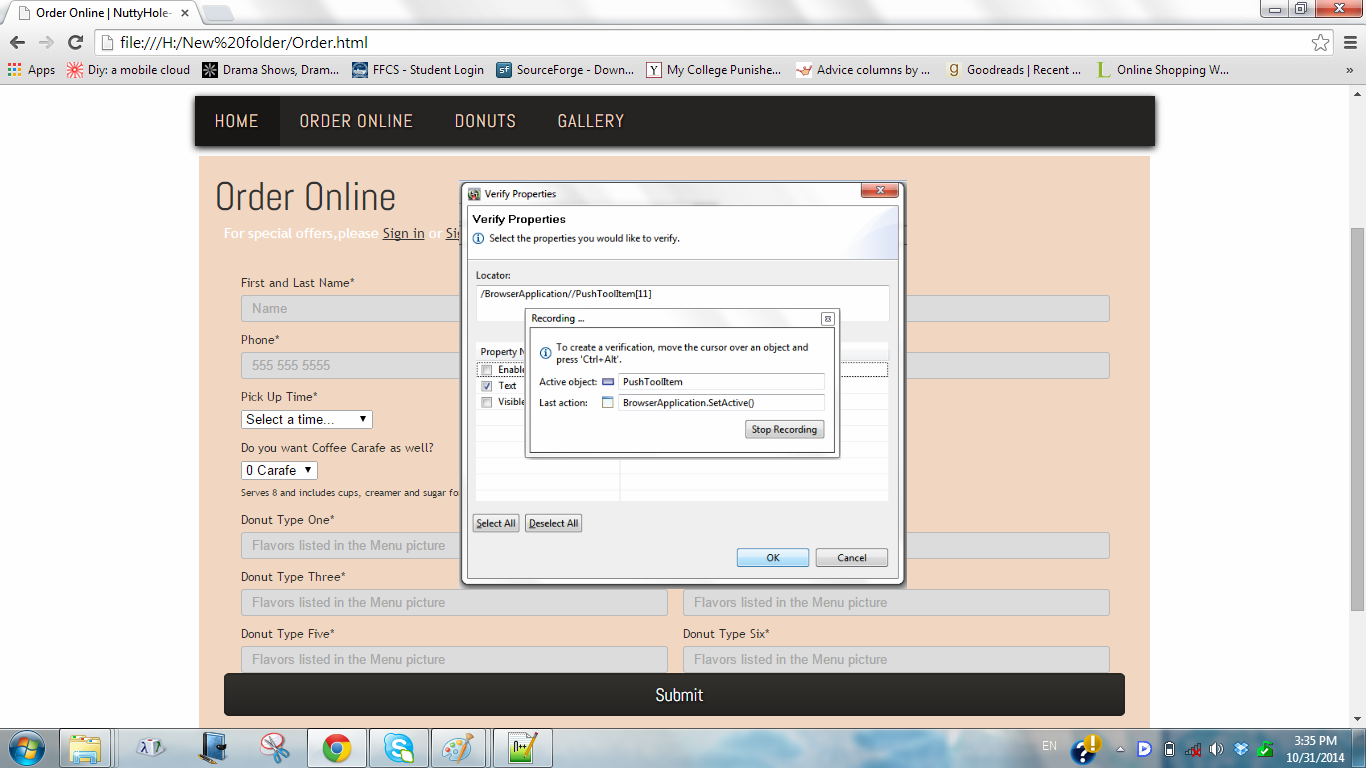 Order Online | NuttyHole-
file:///H:/New%20folder/Order.html
Apps Diy: a mobile cloud Drama Shows, Dram... FFCS - Student Login SourceForge - Down... My College Punishe... Advice columns by ... Goodreads | Recent ... Online Shopping W... »
HOME ORDER ONLINE DONUTS GALLERY
Order Online
For special offers,please Sign in or Si
First and Last Name*
Name
Phone*
555 555 5555
Pick Up Time*
Select a time...
Do you want Coffee Carafe as well?
0 Carafe
Serves 8 and includes cups, creamer and sugar fo
Donut Type One*
Flavors listed in the Menu picture
Donut Type Three*
Flavors listed in the Menu picture Flavors listed in the Menu picture
Donut Type Five* Donut Type Six*
Flavors listed in the Menu picture Flavors listed in the Menu picture
Submit
Verify Properties
Verify Properties
Select the properties you would like to verify.
Locator:
/BrowserApplication//PushToolItem[11]
Property N
Enable
Text
Visible
Recording ...
To create a verification, move the cursor over an object and
press 'Ctrl+Alt'.
Active object: PushToolItem
Last action: BrowserApplication.SetActive()
Stop Recording
Select All Deselect All
OK Cancel
EN
3:35 PM
10/31/2014